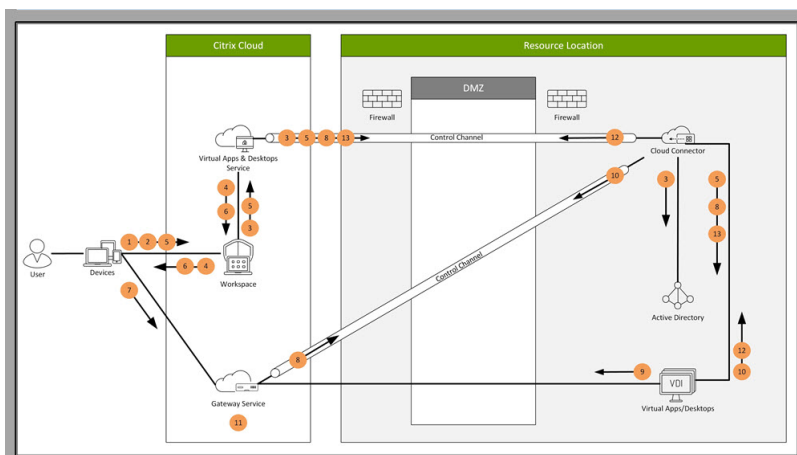 Citrix Cloud
Resource Location
DMZ
Firewall
Firewall
3 5 8 13
Control Channel
12
Virtual Apps & Desktops
Service
Cloud Connector
4
6
5
3
10
3
5
8
13
1 2 5
6 4
User
Devices
Workspace
Control Channel
7
Active Directory
8
12
10
9
VDI
Gateway Service
Virtual Apps/Desktops
11